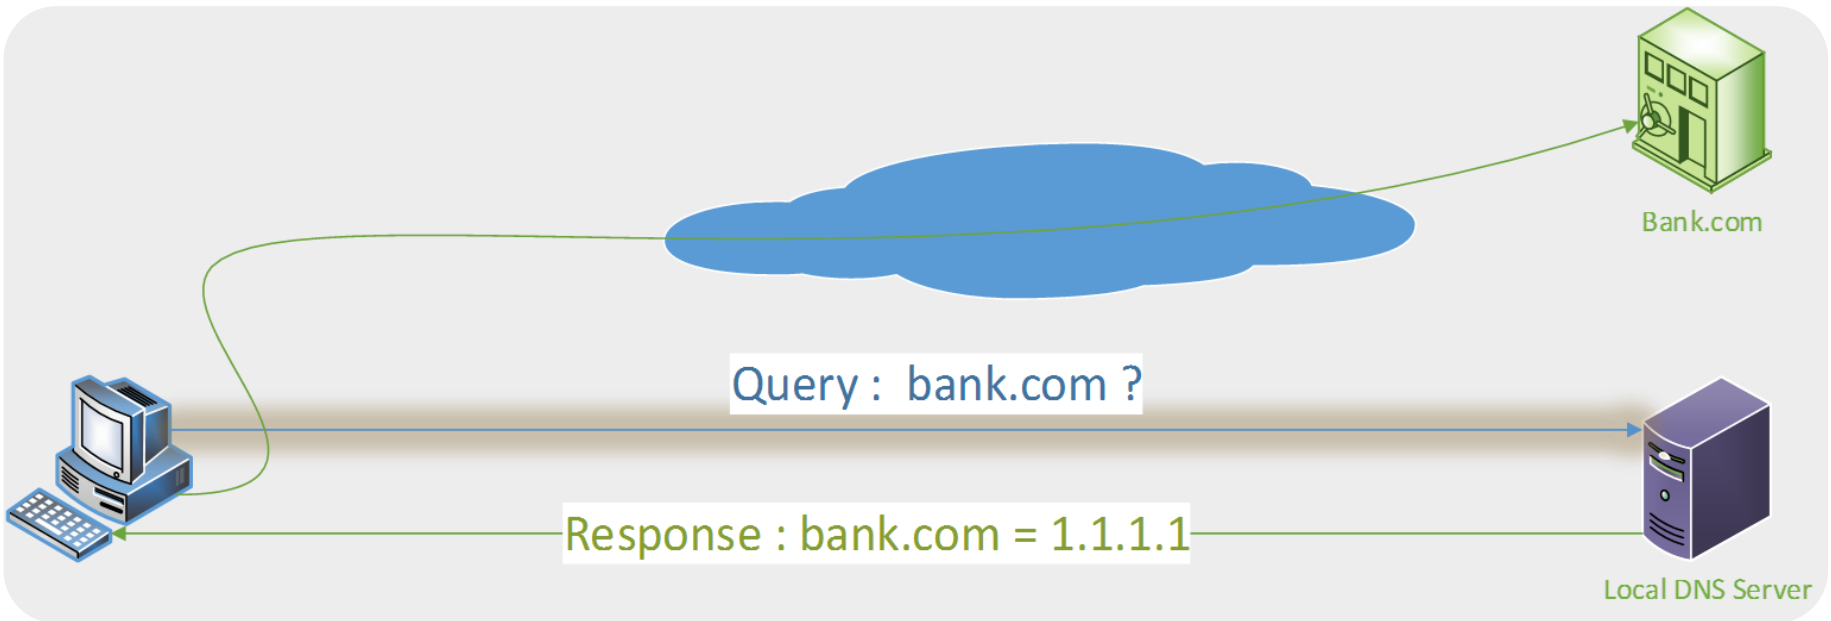 Bank.com
Query : bank.com ?
Response : bank.com = 1.1.1.1
Local DNS Server